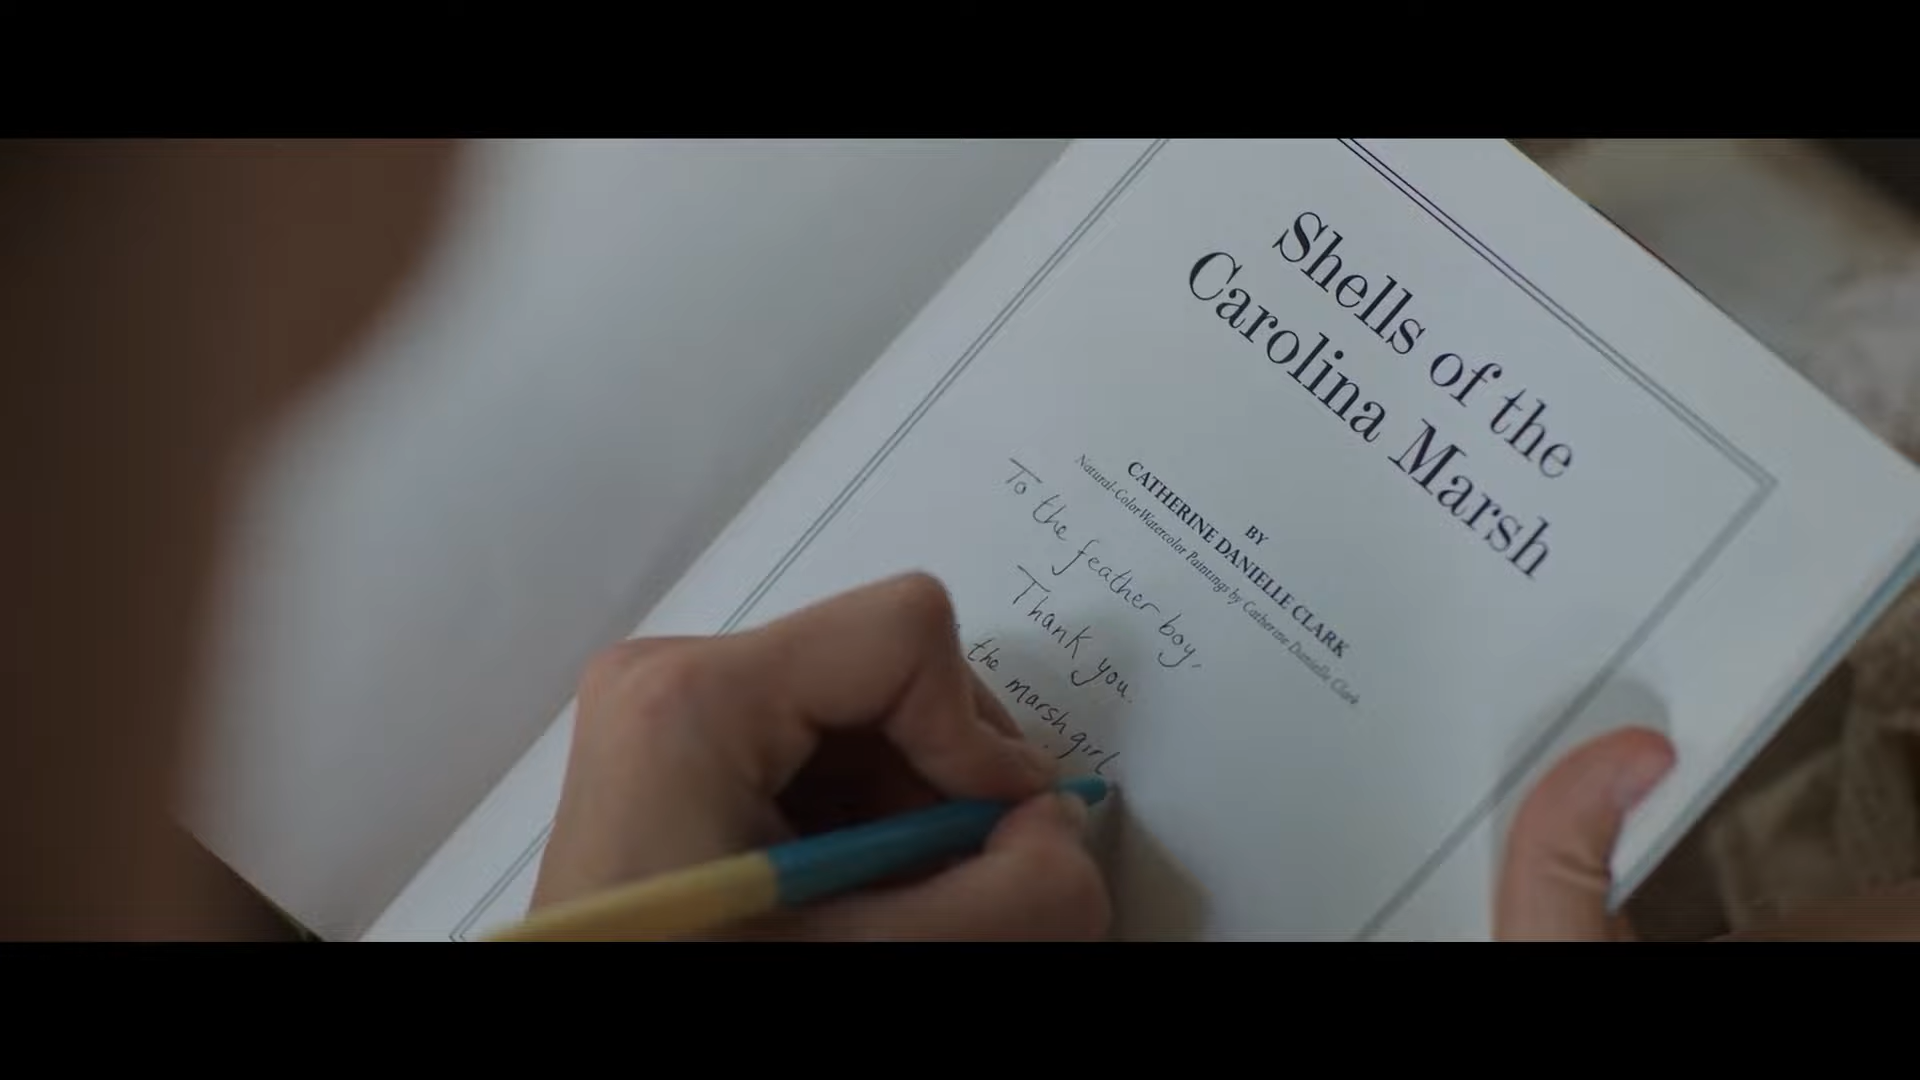 Shells of the
Carolina Marsh
BY
CATHERINE DANIELLE CLARK
Natural-Color Watercolor Paintings by Catherine Danielle Clark
To the feather boy,
Thank you.
the marsh girl